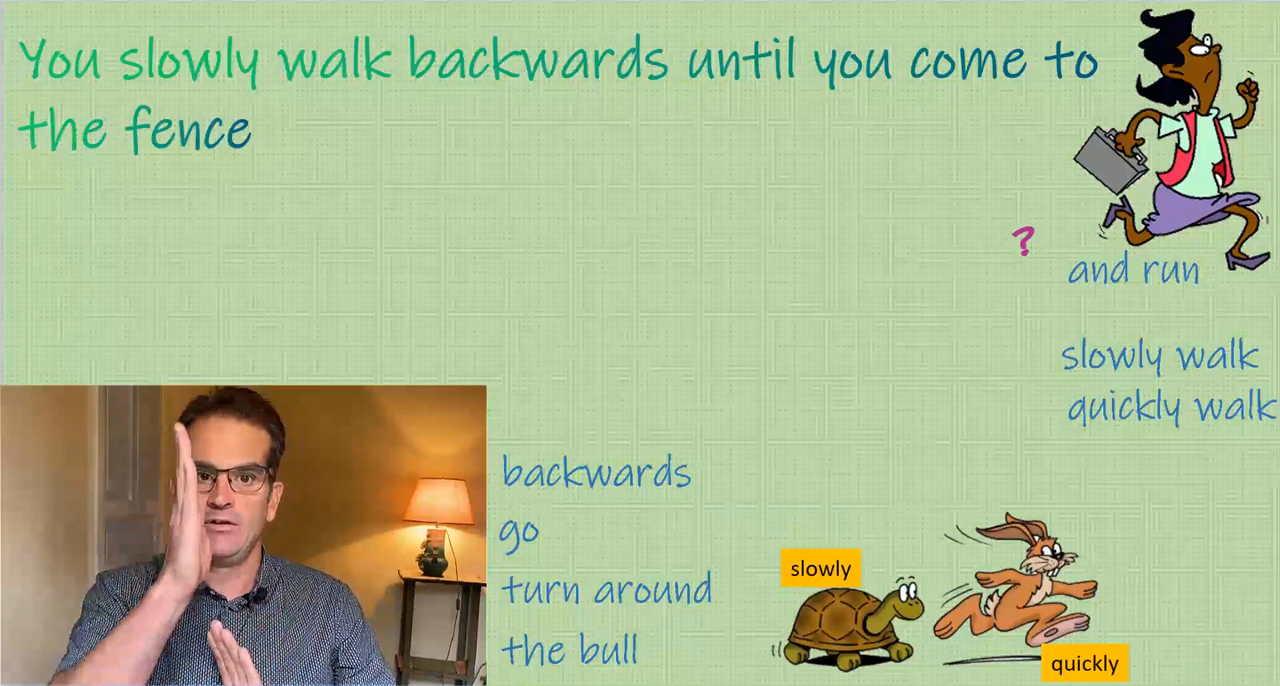 You slowly walk backwards until you come to
the fence
?
and run
slowly walk
quickly walk
backwards
go
turn around
the bull
slowly
quickly